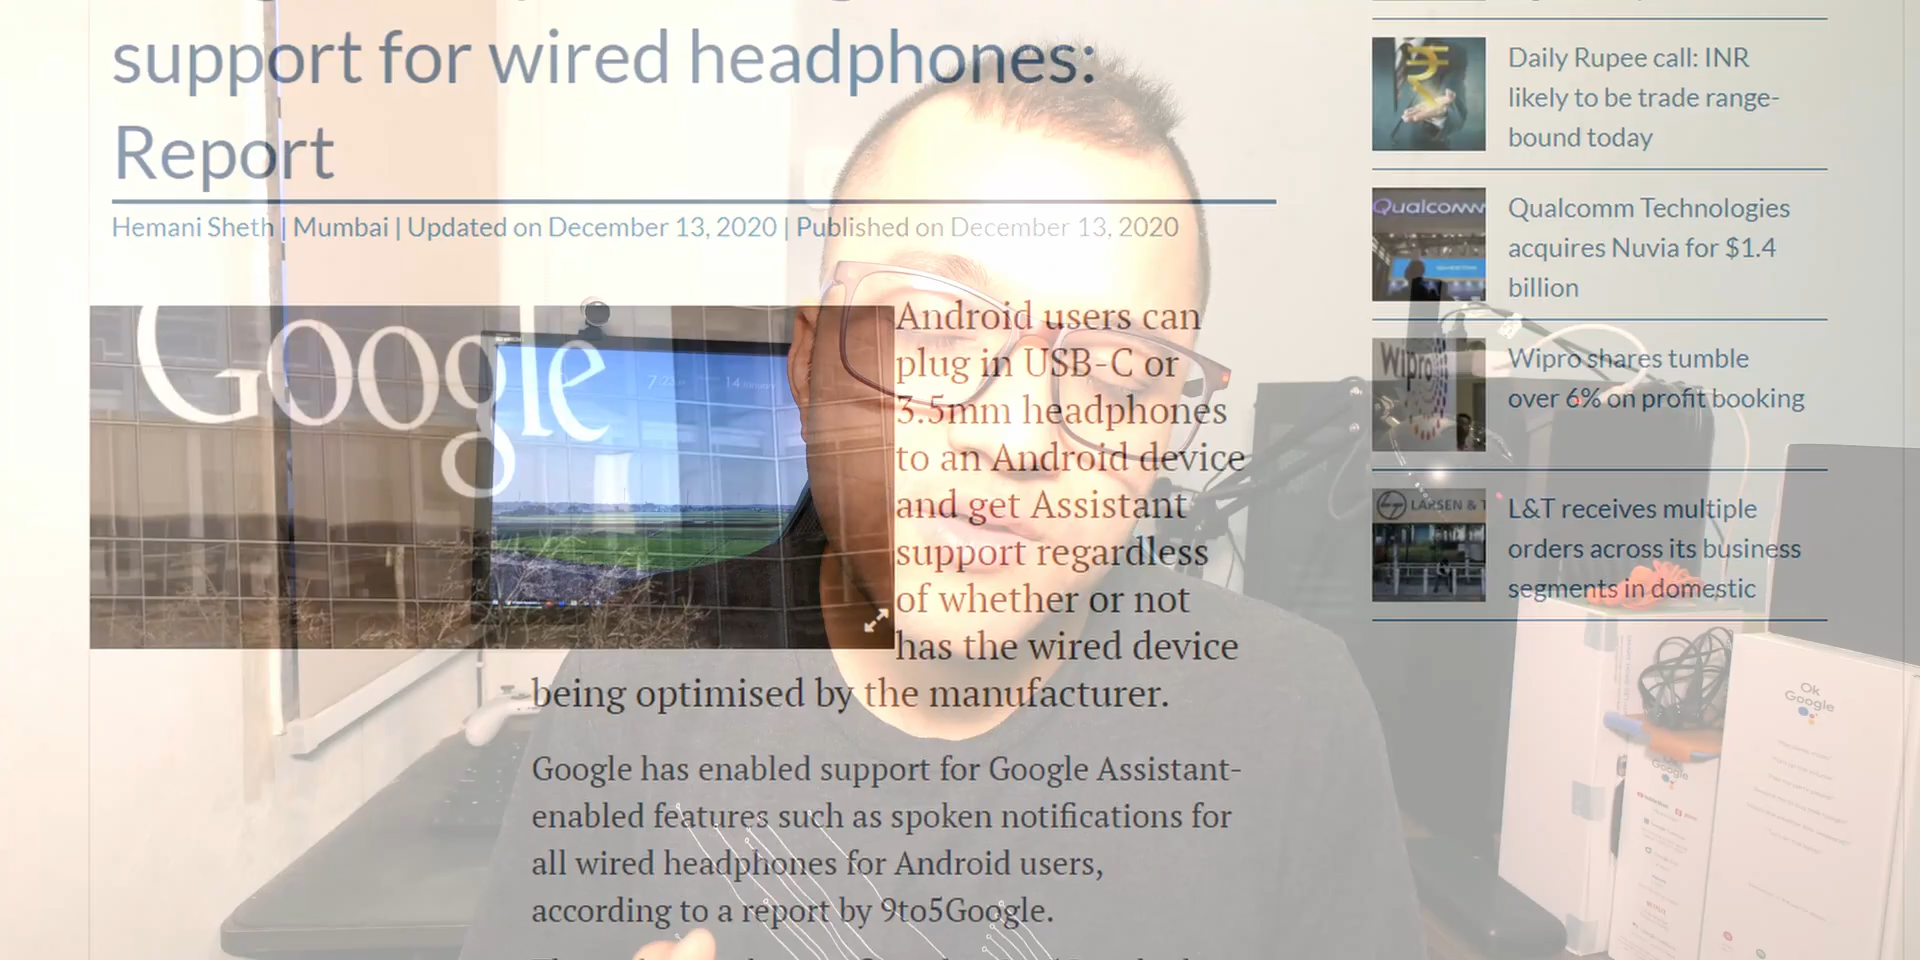 support for wired headphones:
Report
Hemani Sheth | Mumbai | Updated on December 13, 2020 | Published on December 13, 2020
Google
7:23
14 January
Android users can
plug in USB-C or
3.5mm headphones
to an Android device
and get Assistant
support regardless
of whether or not
has the wired device
being optimised by the manufacturer.
Google has enabled support for Google Assistant-
enabled features such as spoken notifications for
all wired headphones for Android users,
according to a report by 9to5Google.
Daily Rupee call: INR
likely to be trade range-
bound today
Qualcomm
Qualcomm Technologies
acquires Nuvia for $1.4
billion
Wipro
Wipro shares tumble
over 6% on profit booking
LARSEN & T
L&T receives multiple
orders across its business
segments in domestic
Ok
Google
Google